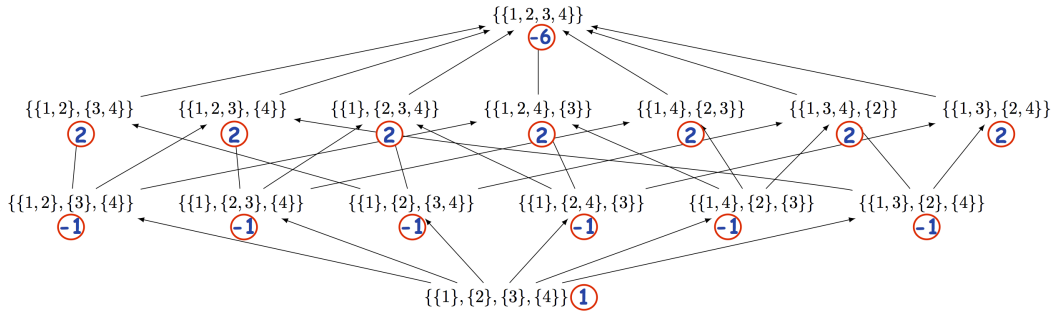 {{1, 2, 3, 4}}
-6
{{1, 2}, {3, 4}} {{1, 2, 3}, {4}} {{1}, {2, 3, 4}} {{1, 2, 4}, {3}} {{1, 4}, {2, 3}} {{1, 3, 4}, {2}} {{1, 3}, {2, 4}}
2 2 2 2 2 2 2
{{1, 2}, {3}, {4}} {{1}, {2, 3}, {4}} {{1}, {2}, {3, 4}} {{1}, {2, 4}, {3}} {{1, 4}, {2}, {3}} {{1, 3}, {2}, {4}}
-1 -1 -1 -1 -1 -1
{{1}, {2}, {3}, {4}} 1